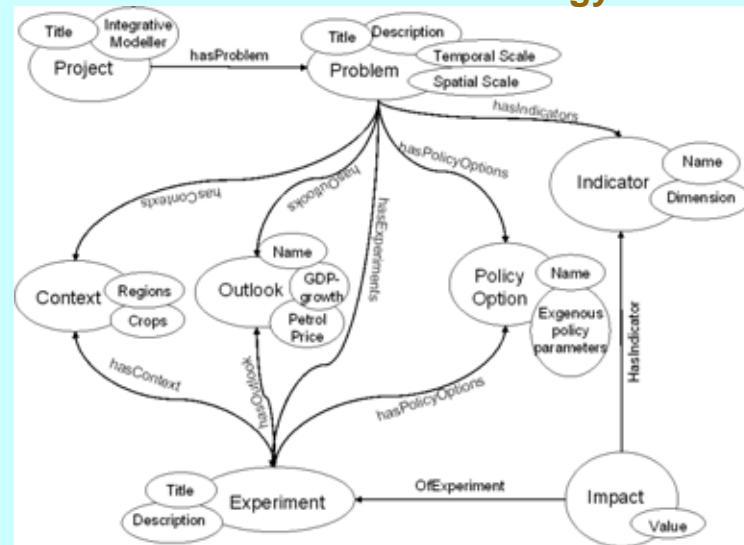 gy
Title
Integrative
Modeller
Project
hasProblem
Title
Description
Problem
Temporal Scale
Spatial Scale
hasIndicators
hasPolicyOptions
hasOutlooks
hasContexts
hasExperiments
Indicator
Name
Dimension
Context
Regions
Crops
Outlook
Name
GDP-
growth
Petrol
Price
Policy
Option
Name
Exgenous
policy
parameters
HasIndicator
hasContext
hasOutlook
hasPolicyOptions
Title
Description
Experiment
OfExperiment
Impact
Value